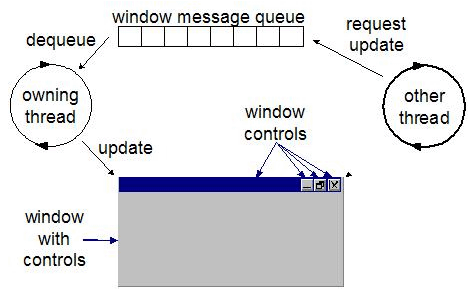 window message queue
dequeue
request
update
owning
thread
other
thread
window
controls
update
window
with
controls